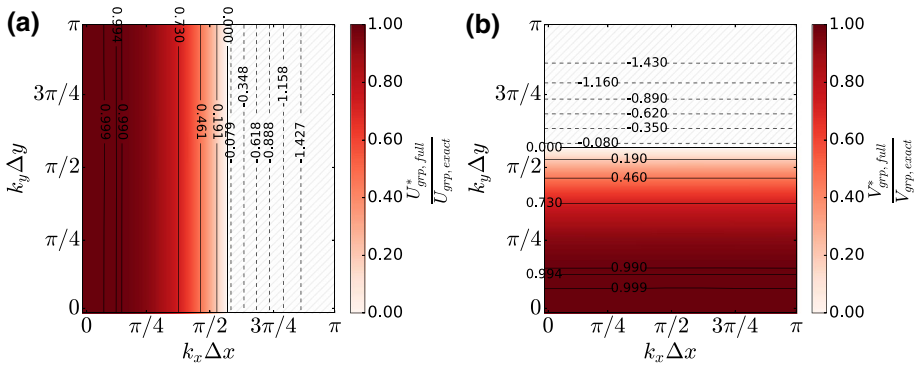 (a)
π
3π/4
π/2
π/4
0
k_yΔy
0
π/4
π/2
3π/4
π
k_xΔx
0.999
0.994
0.990
0.730
0.461
0.191
0.000
-0.079
-0.348
-0.618
-0.888
-1.158
-1.427
1.00
0.80
0.60
0.40
0.20
0.00
U*_{grp, full}
U_{grp, exact}
(b)
π
3π/4
π/2
π/4
0
k_yΔy
0
π/4
π/2
3π/4
π
k_xΔx
-1.430
-1.160
-0.890
-0.620
-0.350
-0.080
0.000
0.190
0.460
0.730
0.990
0.994
0.999
1.00
0.80
0.60
0.40
0.20
0.00
V*_{grp, full}
V_{grp, exact}